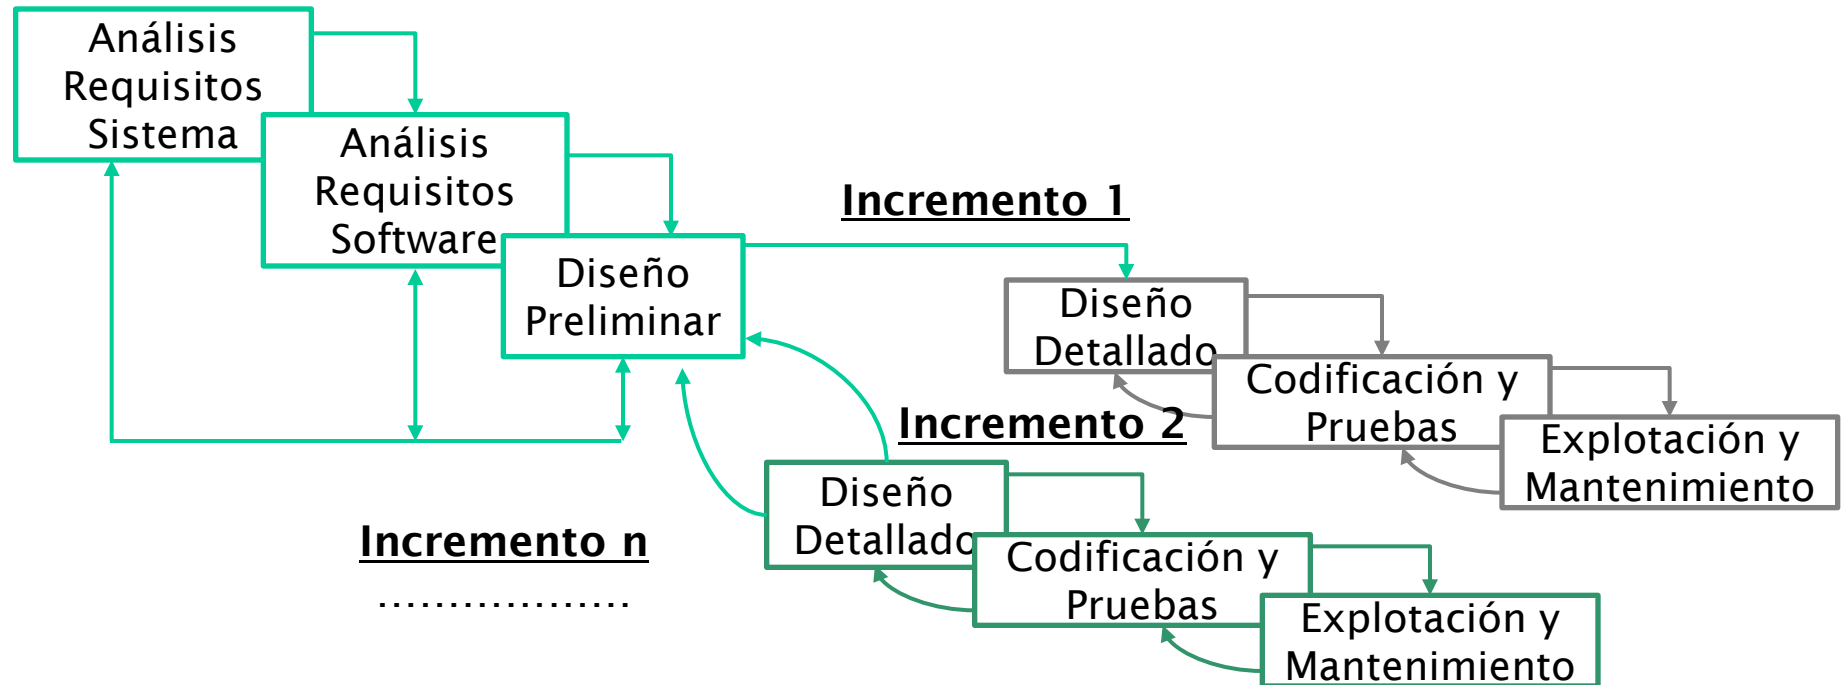 Análisis
Requisitos
Sistema
Análisis
Requisitos
Software
Diseño
Preliminar
Incremento 1
Diseño
Detallado
Codificación y
Pruebas
Explotación y
Mantenimiento
Incremento 2
Diseño
Detallado
Codificación y
Pruebas
Explotación y
Mantenimiento
Incremento n
..................